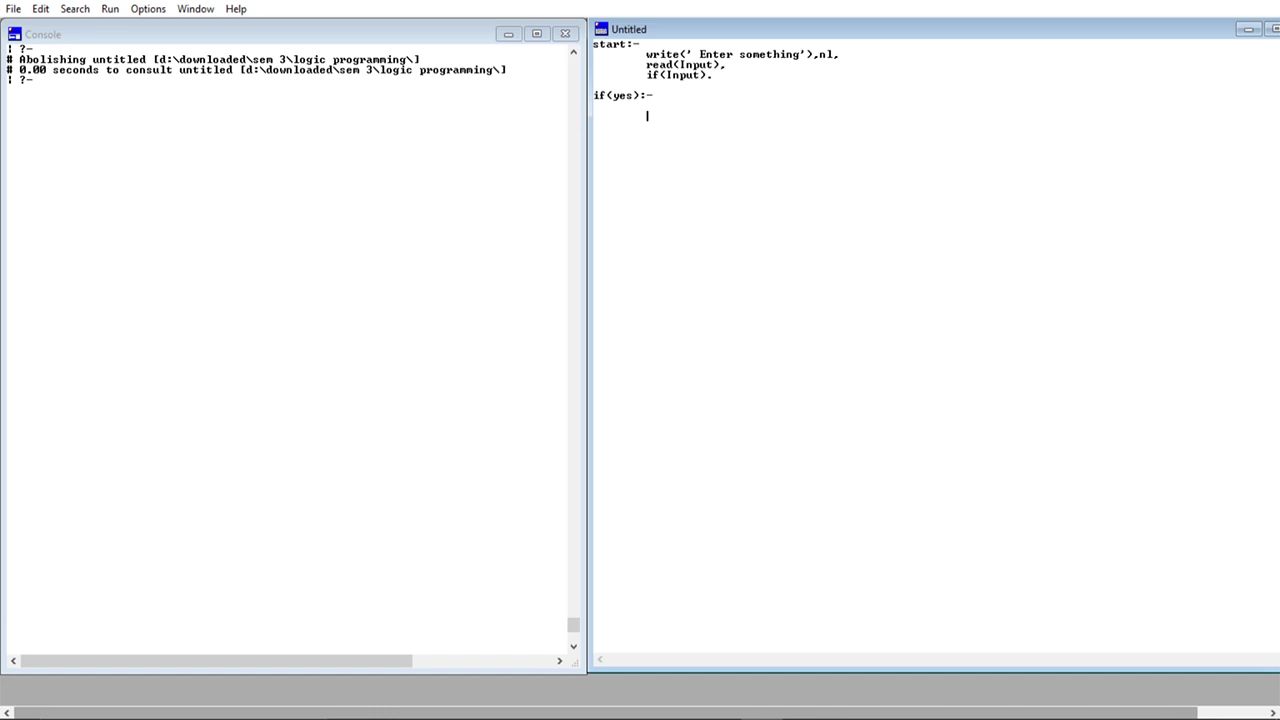 File Edit Search Run Options Window Help
Console
| ?-
# Abolishing untitled [d:\downloaded\sem 3\logic programming\]
# 0.00 seconds to consult untitled [d:\downloaded\sem 3\logic programming\]
| ?-
Untitled
start:-
write(' Enter something'),nl,
read(Input),
if(Input).
if(yes):-